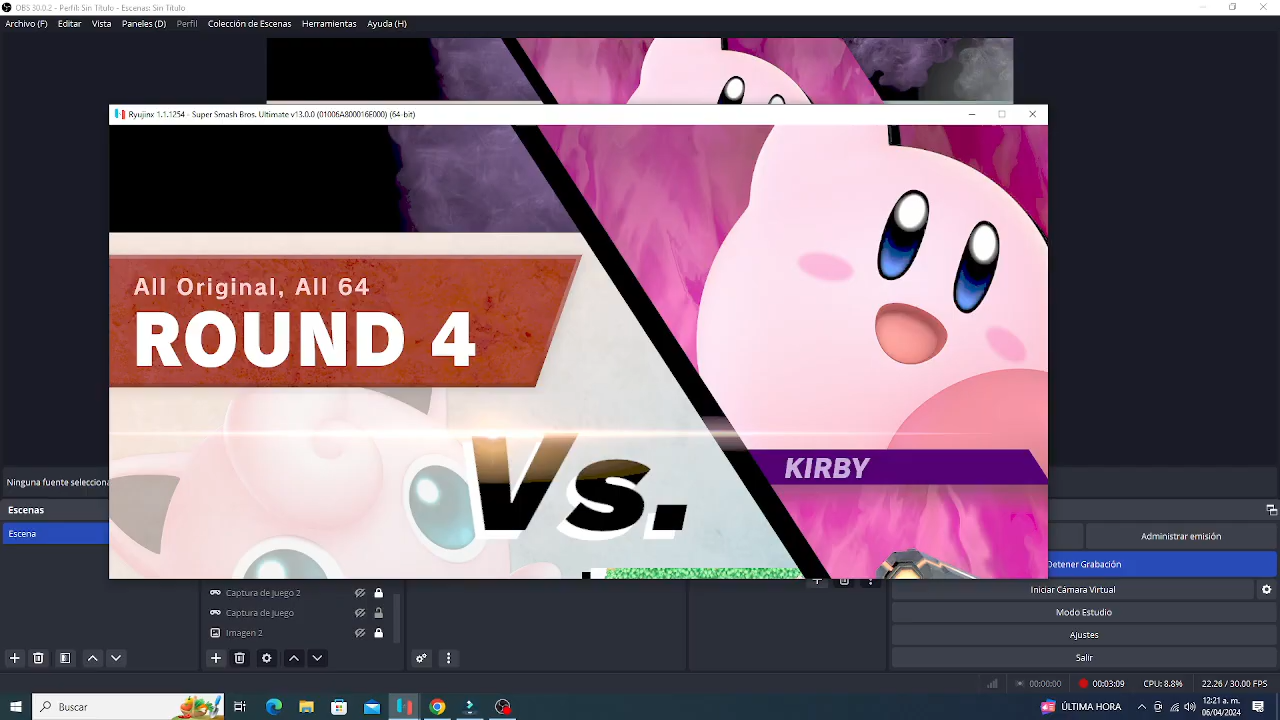 OBS 30.0.2 - Perfil: Sin Título - Escenas: Sin Título
Archivo (F) Editar Vista Paneles (D) Perfil Colección de Escenas Herramientas Ayuda (H)
Ryujinx 1.1.1254 - Super Smash Bros. Ultimate v13.0.0 (01006A800016E000) (64-bit)
All Original, All 64
ROUND 4
Vs.
KIRBY
Ninguna fuente selecciona
Escenas
Escena
Administrar emisión
Detener Grabación
Captura de Juego 2
Iniciar Cámara Virtual
Captura de Juego
Modo Estudio
Imagen 2
Ajustes
Salir
00:00:00 00:03:09 CPU: 8.8% 22.26 / 30.00 FPS
Buscar
ÚLTIMA HORA
12:21 a. m.
06/04/2024